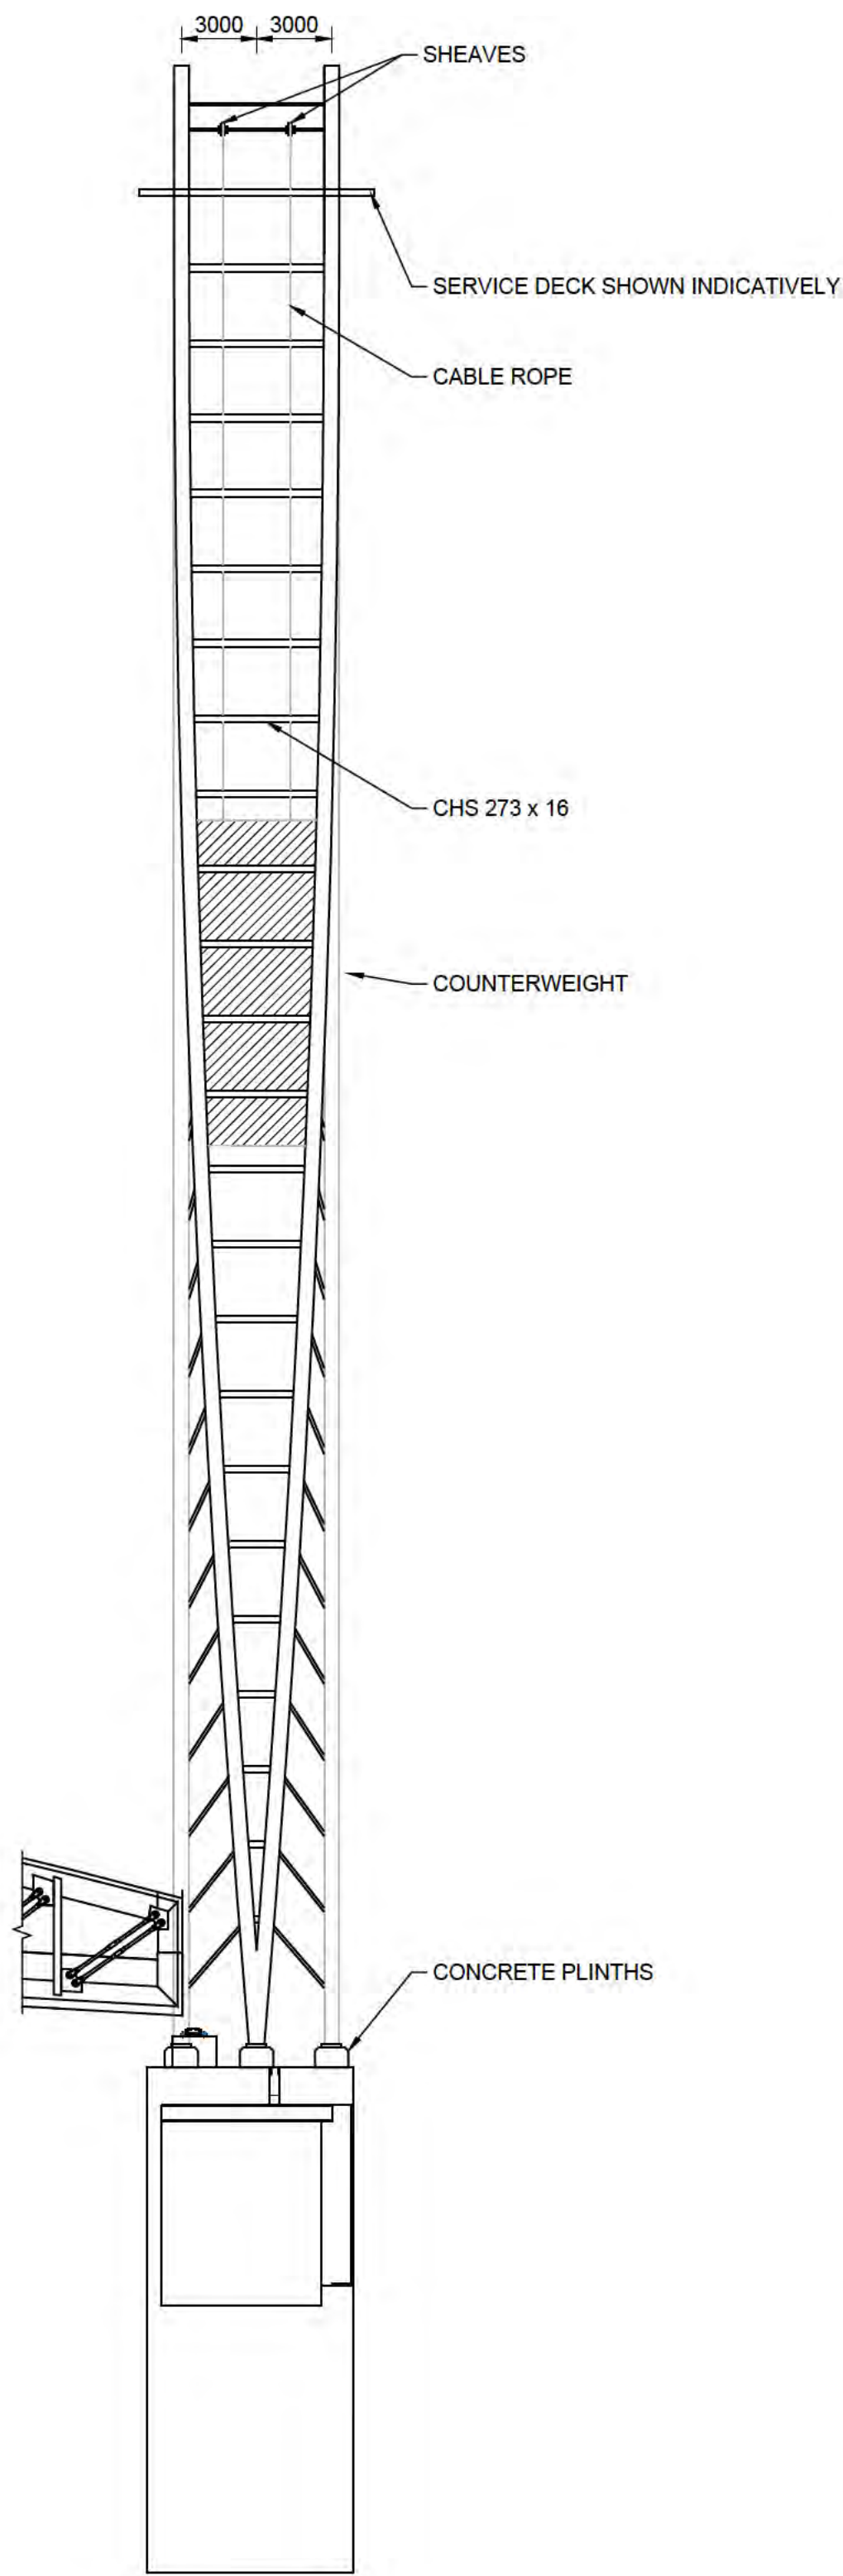 3000 3000
SHEAVES
SERVICE DECK SHOWN INDICATIVELY
CABLE ROPE
CHS 273 x 16
COUNTERWEIGHT
CONCRETE PLINTHS